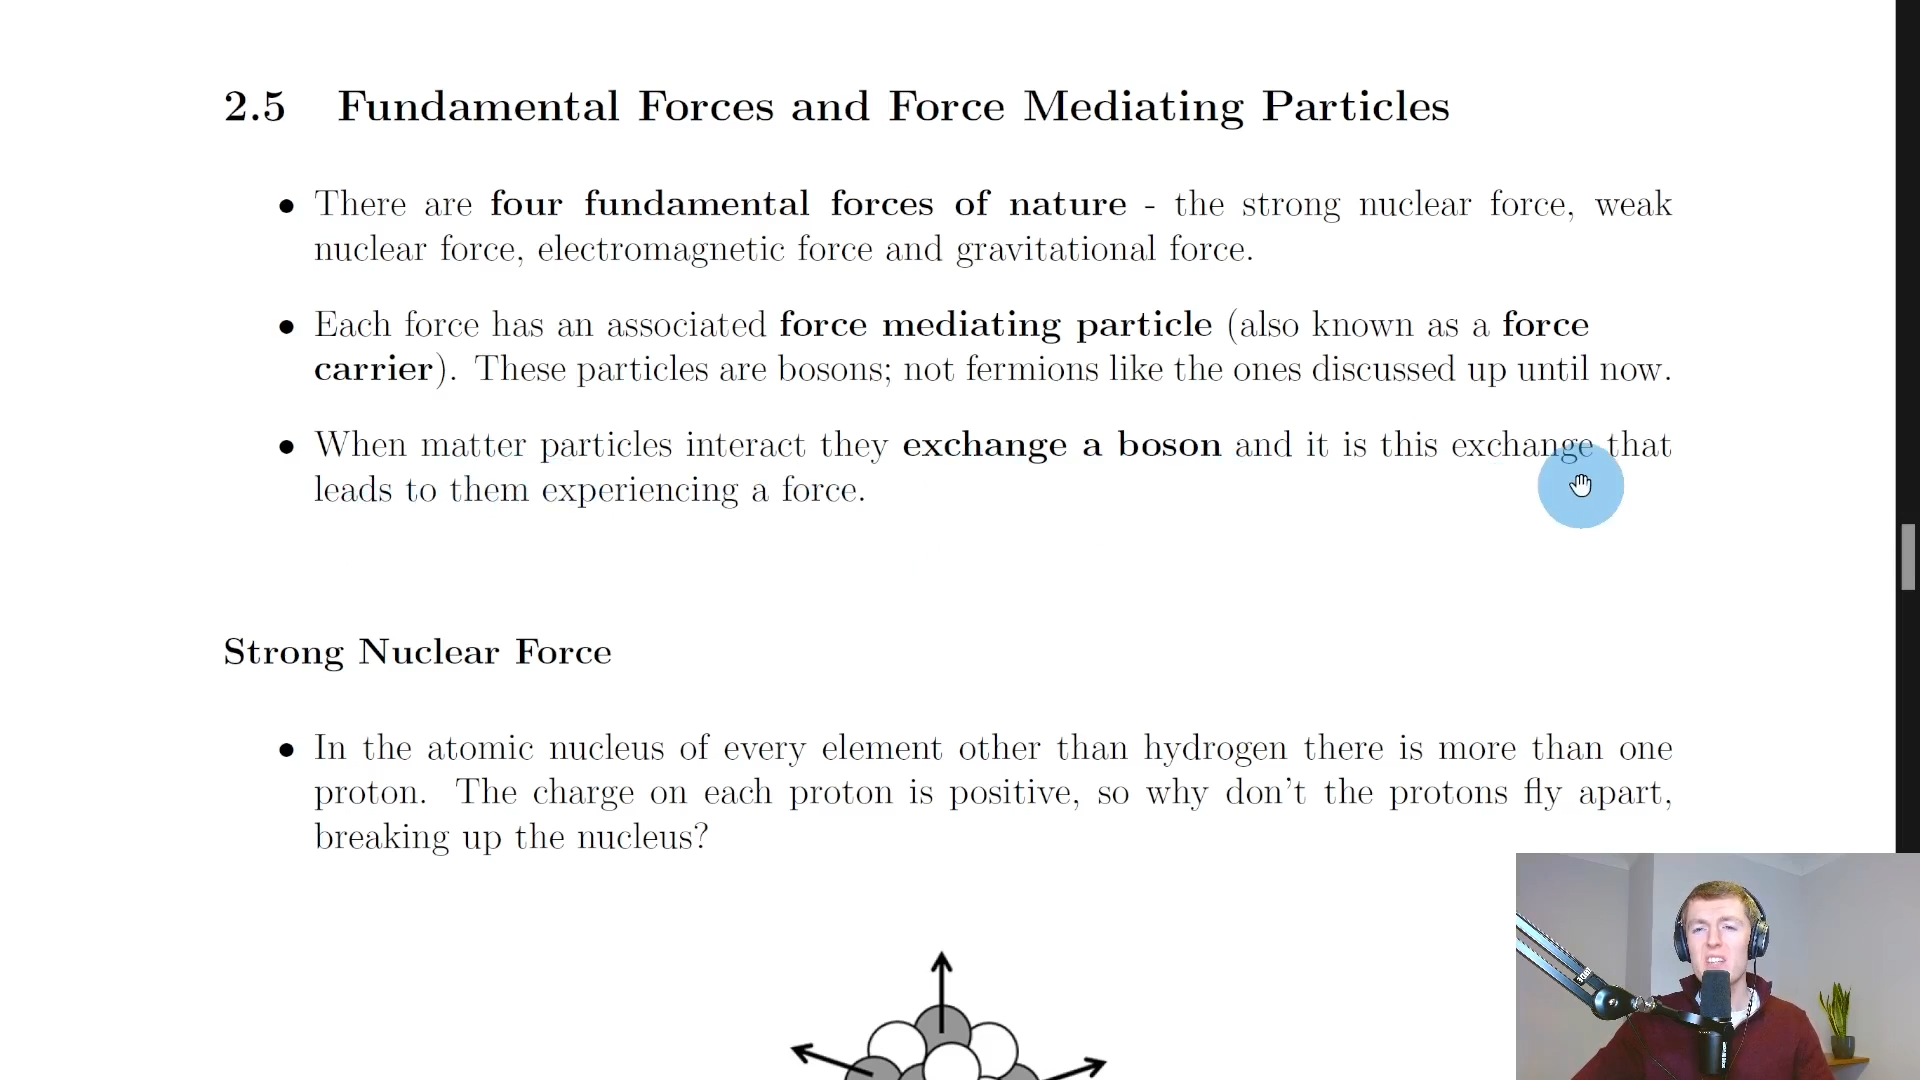 2.5 Fundamental Forces and Force Mediating Particles
• There are four fundamental forces of nature - the strong nuclear force, weak
nuclear force, electromagnetic force and gravitational force.
• Each force has an associated force mediating particle (also known as a force
carrier). These particles are bosons; not fermions like the ones discussed up until now.
• When matter particles interact they exchange a boson and it is this exchange that
leads to them experiencing a force.
Strong Nuclear Force
• In the atomic nucleus of every element other than hydrogen there is more than one
proton. The charge on each proton is positive, so why don't the protons fly apart,
breaking up the nucleus?